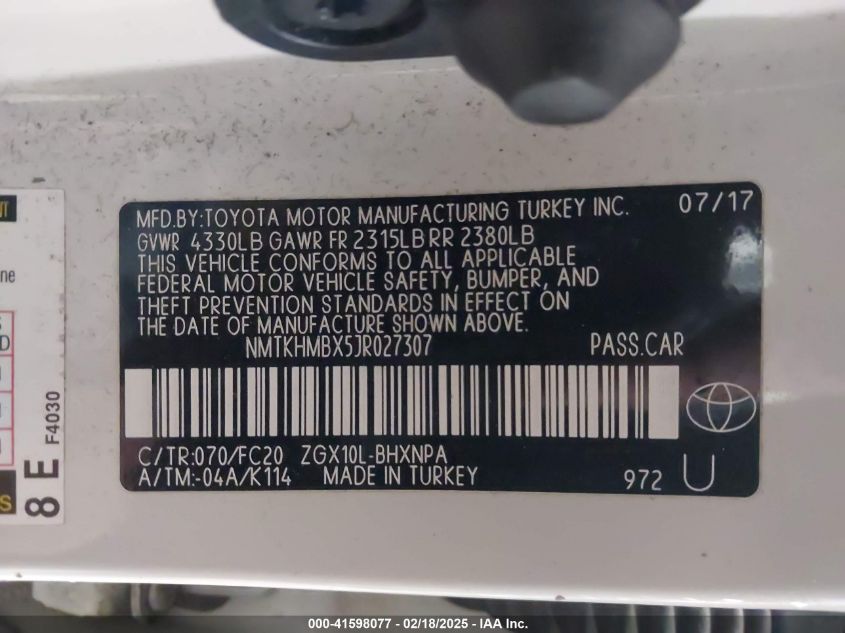 MFD.BY:TOYOTA MOTOR MANUFACTURING TURKEY INC. 07/17
GVWR 4330LB GAWR FR 2315LB RR 2380LB
THIS VEHICLE CONFORMS TO ALL APPLICABLE
FEDERAL MOTOR VEHICLE SAFETY, BUMPER, AND
THEFT PREVENTION STANDARDS IN EFFECT ON
THE DATE OF MANUFACTURE SHOWN ABOVE.
NMTKHMBX5JR027307 PASS.CAR
C/TR:070/FC20 ZGX10L-BHXNPA
A/TM:-04A/K114 MADE IN TURKEY 972 U
8 E F4030
000-41598077 - 02/18/2025 - IAA Inc.